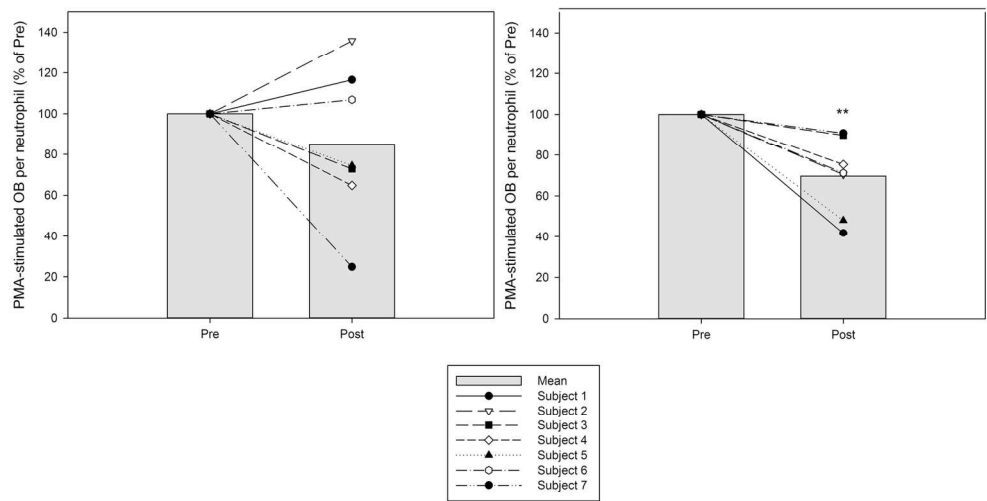 PMA-stimulated OB per neutrophil (% of Pre)
140
120
100
80
60
40
20
0
Pre
Post
PMA-stimulated OB per neutrophil (% of Pre)
140
120
100
80
60
40
20
0
**
Pre
Post
Mean
Subject 1
Subject 2
Subject 3
Subject 4
Subject 5
Subject 6
Subject 7